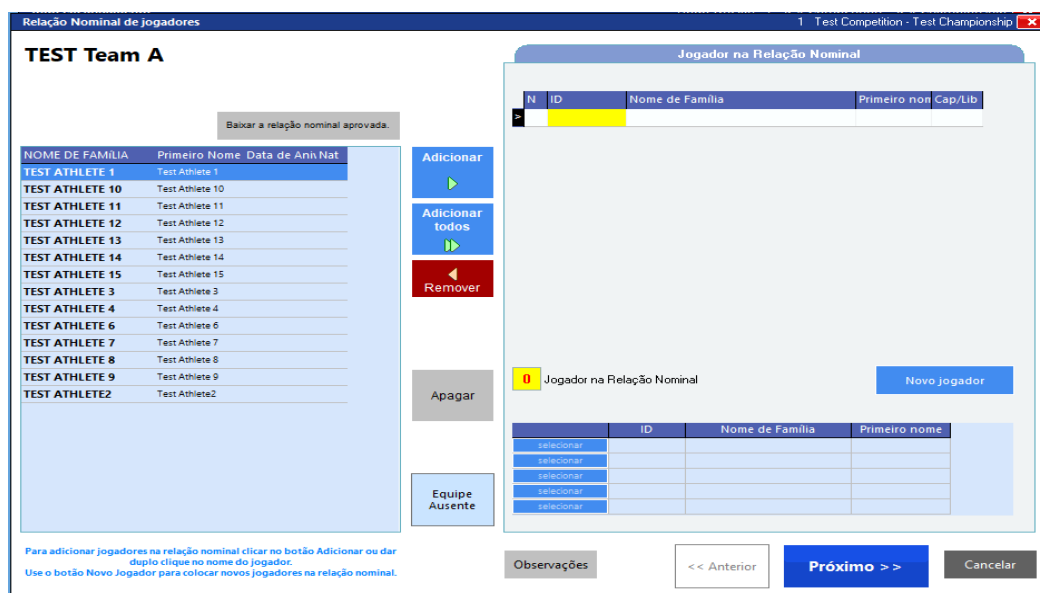 Relação Nominal de jogadores
1 Test Competition - Test Championship
TEST Team A
Jogador na Relação Nominal
N ID Nome de Família Primeiro non Cap/Lib
>
Baixar a relação nominal aprovada.
NOME DE FAMíLIA Primeiro Nome Data de Ani Nat
TEST ATHLETE 1 Test Athlete 1
TEST ATHLETE 10 Test Athlete 10
TEST ATHLETE 11 Test Athlete 11
TEST ATHLETE 12 Test Athlete 12
TEST ATHLETE 13 Test Athlete 13
TEST ATHLETE 14 Test Athlete 14
TEST ATHLETE 15 Test Athlete 15
TEST ATHLETE 3 Test Athlete 3
TEST ATHLETE 4 Test Athlete 4
TEST ATHLETE 6 Test Athlete 6
TEST ATHLETE 7 Test Athlete 7
TEST ATHLETE 8 Test Athlete 8
TEST ATHLETE 9 Test Athlete 9
TEST ATHLETE2 Test Athlete2
Adicionar
Adicionar
todos
Remover
Apagar
Equipe
Ausente
0 Jogador na Relação Nominal
Novo jogador
ID Nome de Família Primeiro nome
selecionar
selecionar
selecionar
selecionar
selecionar
Para adicionar jogadores na relação nominal clicar no botão Adicionar ou dar
duplo clique no nome do jogador.
Use o botão Novo Jogador para colocar novos jogadores na relação nominal.
Observações
<< Anterior
Próximo >>
Cancelar